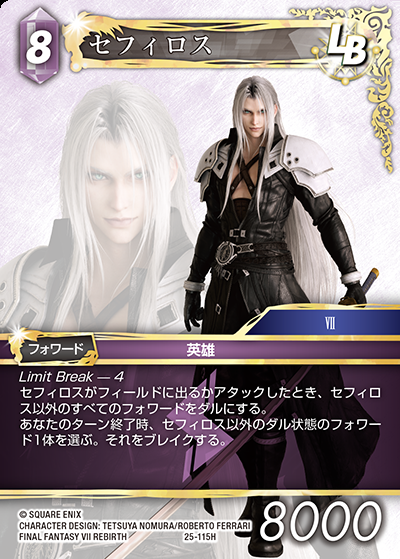 8
セフィロス
LB
VII
フォワード
英雄
Limit Break — 4
セフィロスがフィールドに出るかアタックしたとき、セフィロ
ス以外のすべてのフォワードをダルにする。
あなたのターン終了時、セフィロス以外のダル状態のフォワー
ド1体を選ぶ。それをブレイクする。
© SQUARE ENIX
CHARACTER DESIGN: TETSUYA NOMURA/ROBERTO FERRARI
FINAL FANTASY VII REBIRTH 25-115H
8000